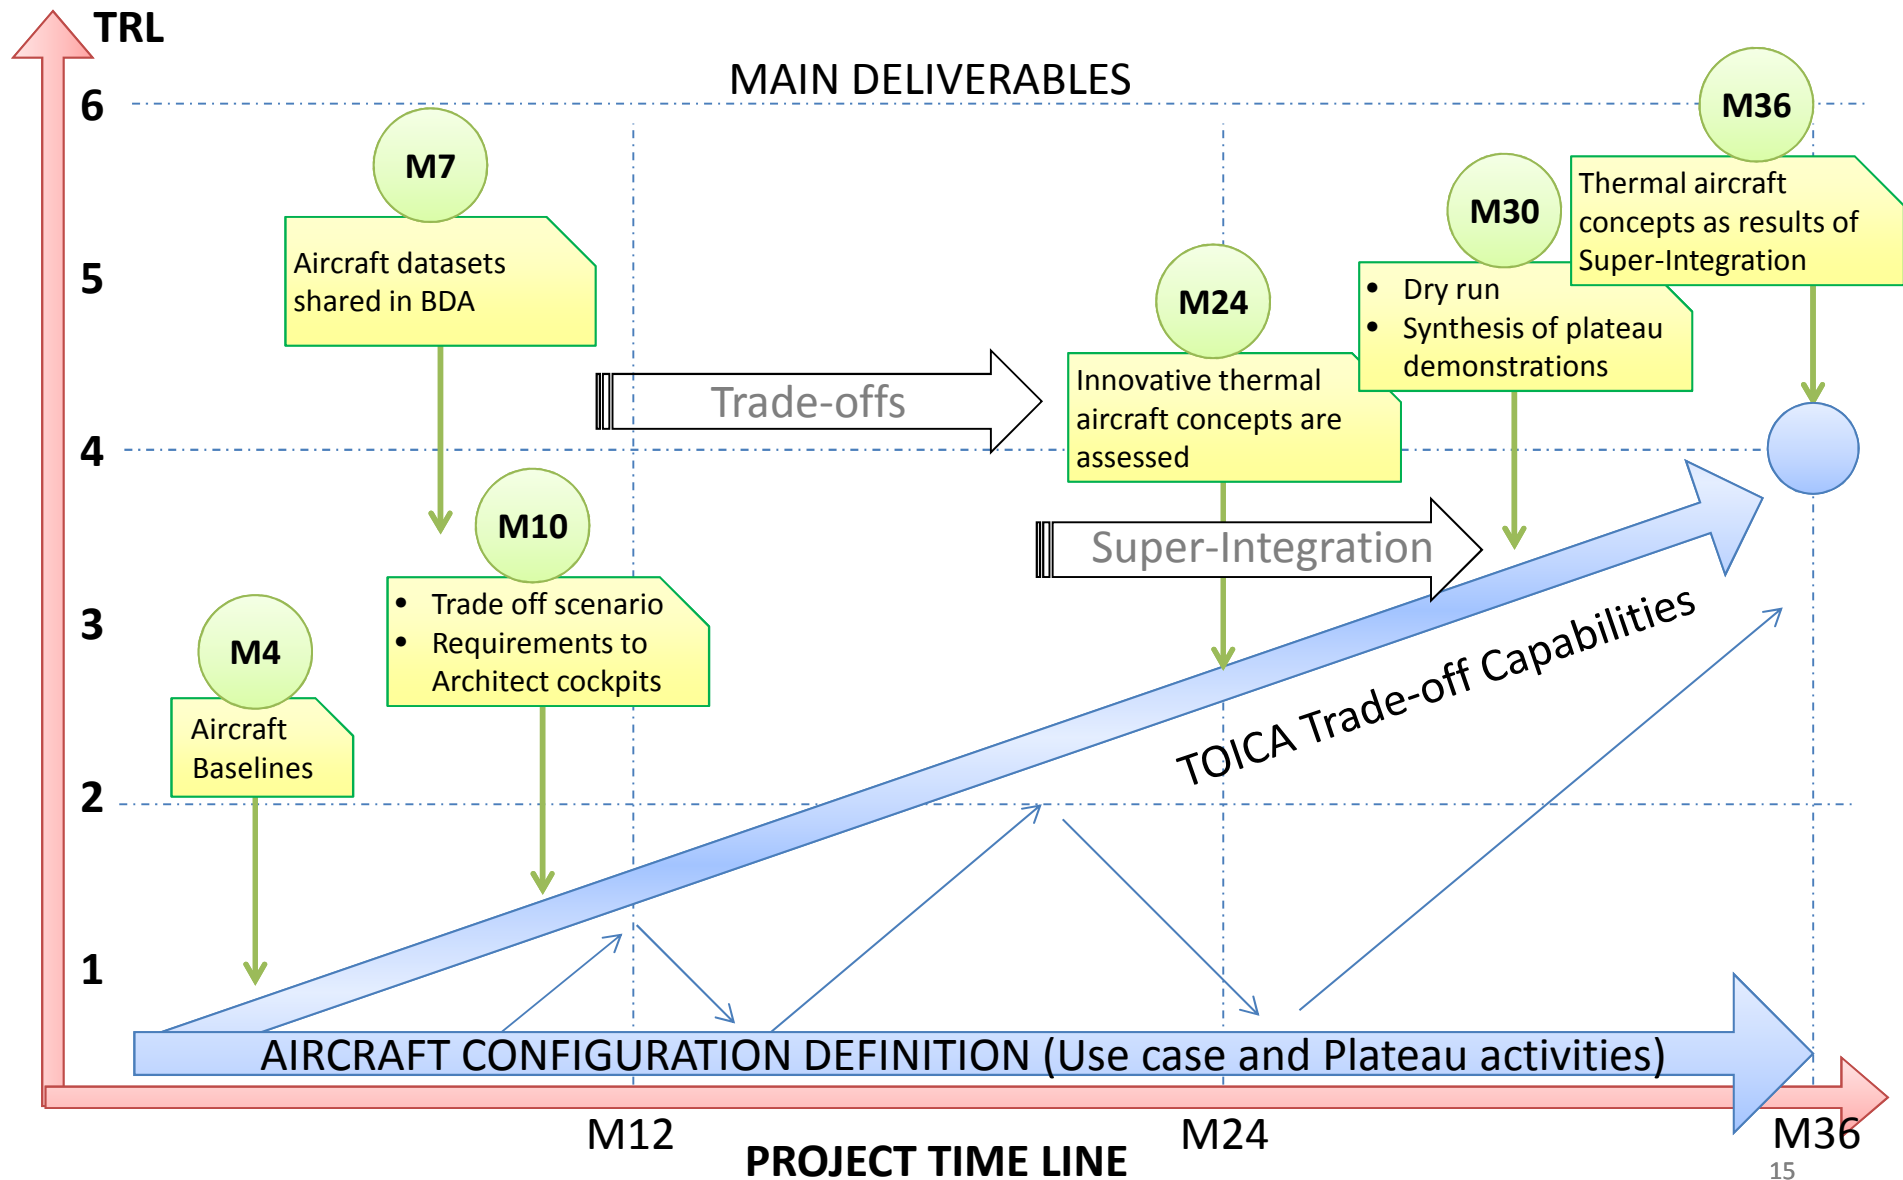 TRL
MAIN DELIVERABLES
6
5
4
3
2
1
M7
Aircraft datasets
shared in BDA
M36
Thermal aircraft
concepts as results of
Super-Integration
M30
• Dry run
• Synthesis of plateau
demonstrations
M24
Innovative thermal
aircraft concepts are
assessed
Trade-offs
M10
• Trade off scenario
• Requirements to
Architect cockpits
Super-Integration
M4
Aircraft
Baselines
TOICA Trade-off Capabilities
AIRCRAFT CONFIGURATION DEFINITION (Use case and Plateau activities)
M12
M24
M36
PROJECT TIME LINE
15